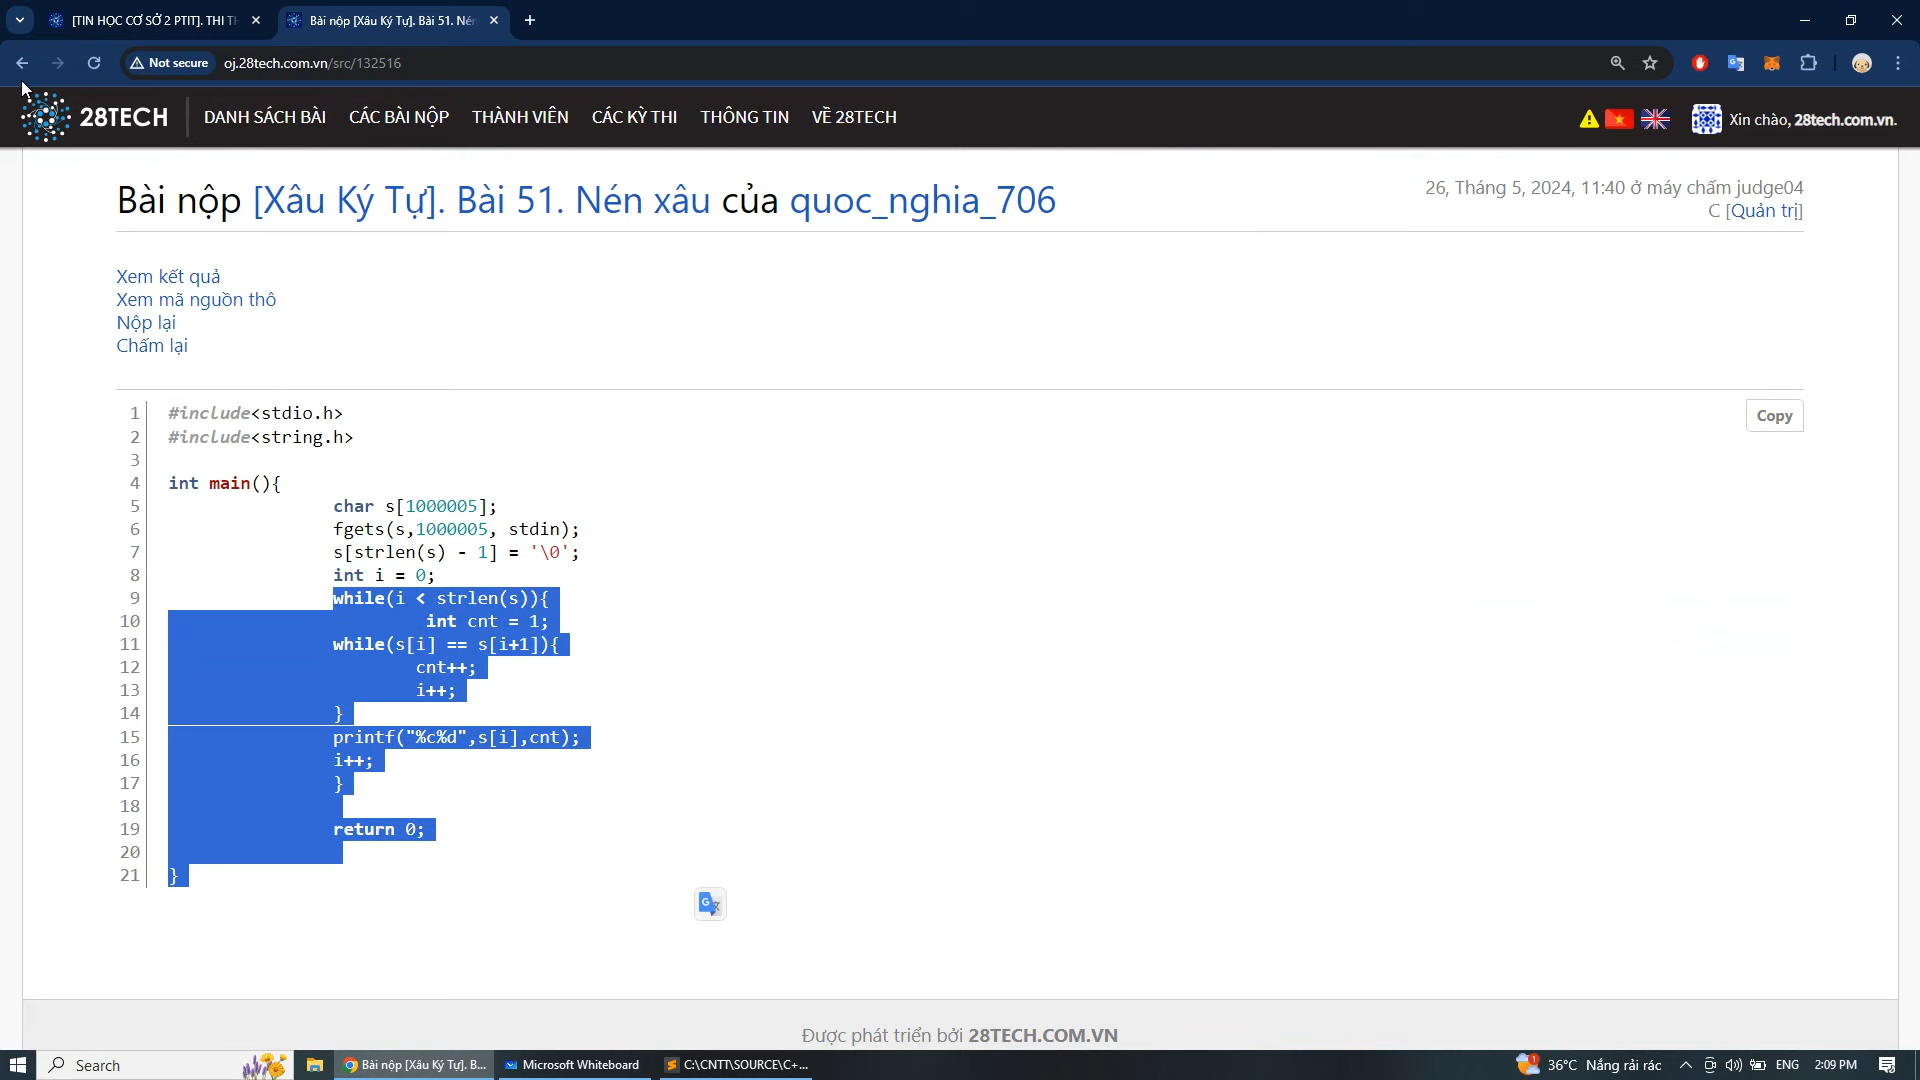 [TIN HỌC CƠ SỞ 2 PTIT]. THI TH
Bài nộp [Xâu Ký Tự]. Bài 51. Nén
Not secure
oj.28tech.com.vn/src/132516
28TECH
DANH SÁCH BÀI
CÁC BÀI NỘP
THÀNH VIÊN
CÁC KỲ THI
THÔNG TIN
VỀ 28TECH
Xin chào, 28tech.com.vn.
Bài nộp [Xâu Ký Tự]. Bài 51. Nén xâu của quoc_nghia_706
26, Tháng 5, 2024, 11:40 ở máy chấm judge04
C [Quản trị]
Xem kết quả
Xem mã nguồn thô
Nộp lại
Chấm lại
Copy
1 #include<stdio.h>
2 #include<string.h>
3
4 int main(){
5 char s[1000005];
6 fgets(s,1000005, stdin);
7 s[strlen(s) - 1] = '\0';
8 int i = 0;
9 while(i < strlen(s)){
10 int cnt = 1;
11 while(s[i] == s[i+1]){
12 cnt++;
13 i++;
14 }
15 printf("%c%d",s[i],cnt);
16 i++;
17 }
18
19 return 0;
20
21 }
Được phát triển bởi 28TECH.COM.VN
Search
Bài nộp [Xâu Ký Tự]. B...
Microsoft Whiteboard
C:\CNTT\SOURCE\C+...
1
36°C Nắng rải rác
ENG
2:09 PM